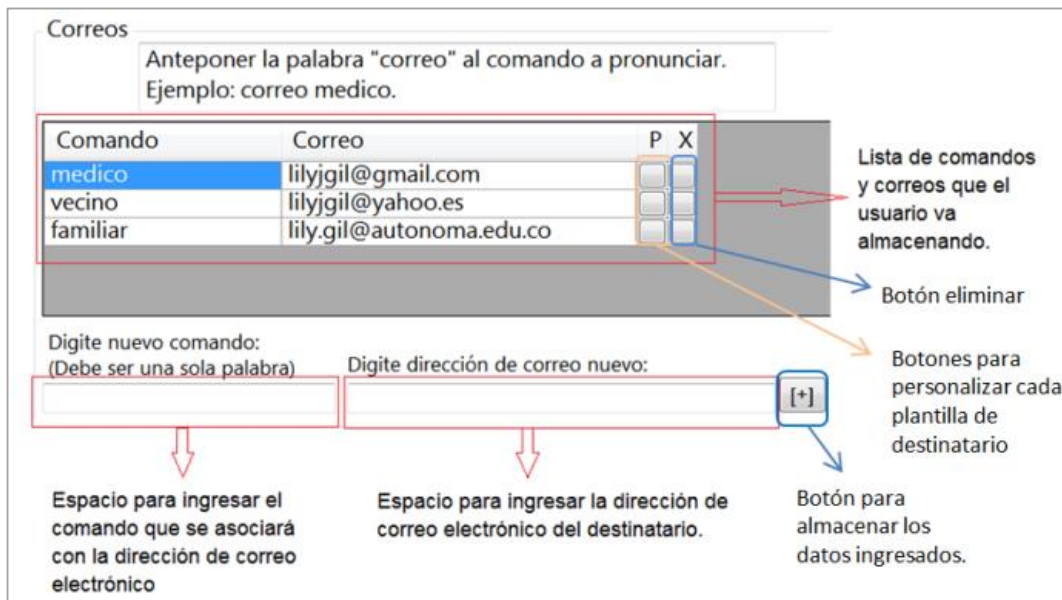 Correos
Anteponer la palabra "correo" al comando a pronunciar.
Ejemplo: correo medico.
Comando Correo P X
medico lilyjgil@gmail.com
vecino lilyjgil@yahoo.es
familiar lily.gil@autonoma.edu.co
Lista de comandos
y correos que el
usuario va
almacenando.
Botón eliminar
Botones para
personalizar cada
plantilla de
destinatario
Digite nuevo comando:
(Debe ser una sola palabra)
Digite dirección de correo nuevo:
[+]
Espacio para ingresar el
comando que se asociará
con la dirección de correo
electrónico
Espacio para ingresar la dirección de
correo electrónico del destinatario.
Botón para
almacenar los
datos ingresados.